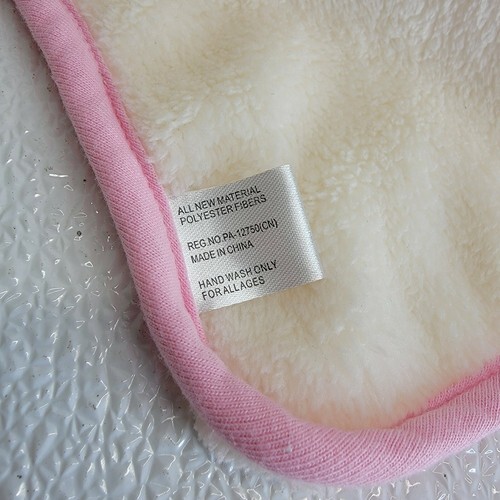 ALL NEW MATERIAL
POLYESTER FIBERS
REG.NO.PA-12750(CN)
MADE IN CHINA
HAND WASH ONLY
FOR ALL AGES